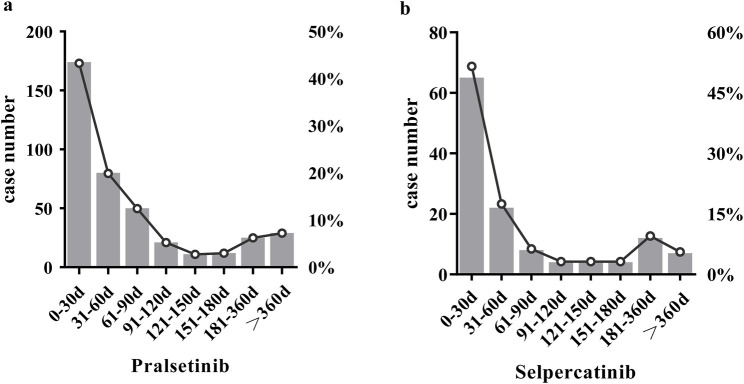 a
case number
200
150
100
50
0
50%
40%
30%
20%
10%
0%
0-30d
31-60d
61-90d
91-120d
121-150d
151-180d
181-360d
＞360d
Pralsetinib
b
case number
80
60
40
20
0
60%
45%
30%
15%
0%
0-30d
31-60d
61-90d
91-120d
121-150d
151-180d
181-360d
＞360d
Selpercatinib